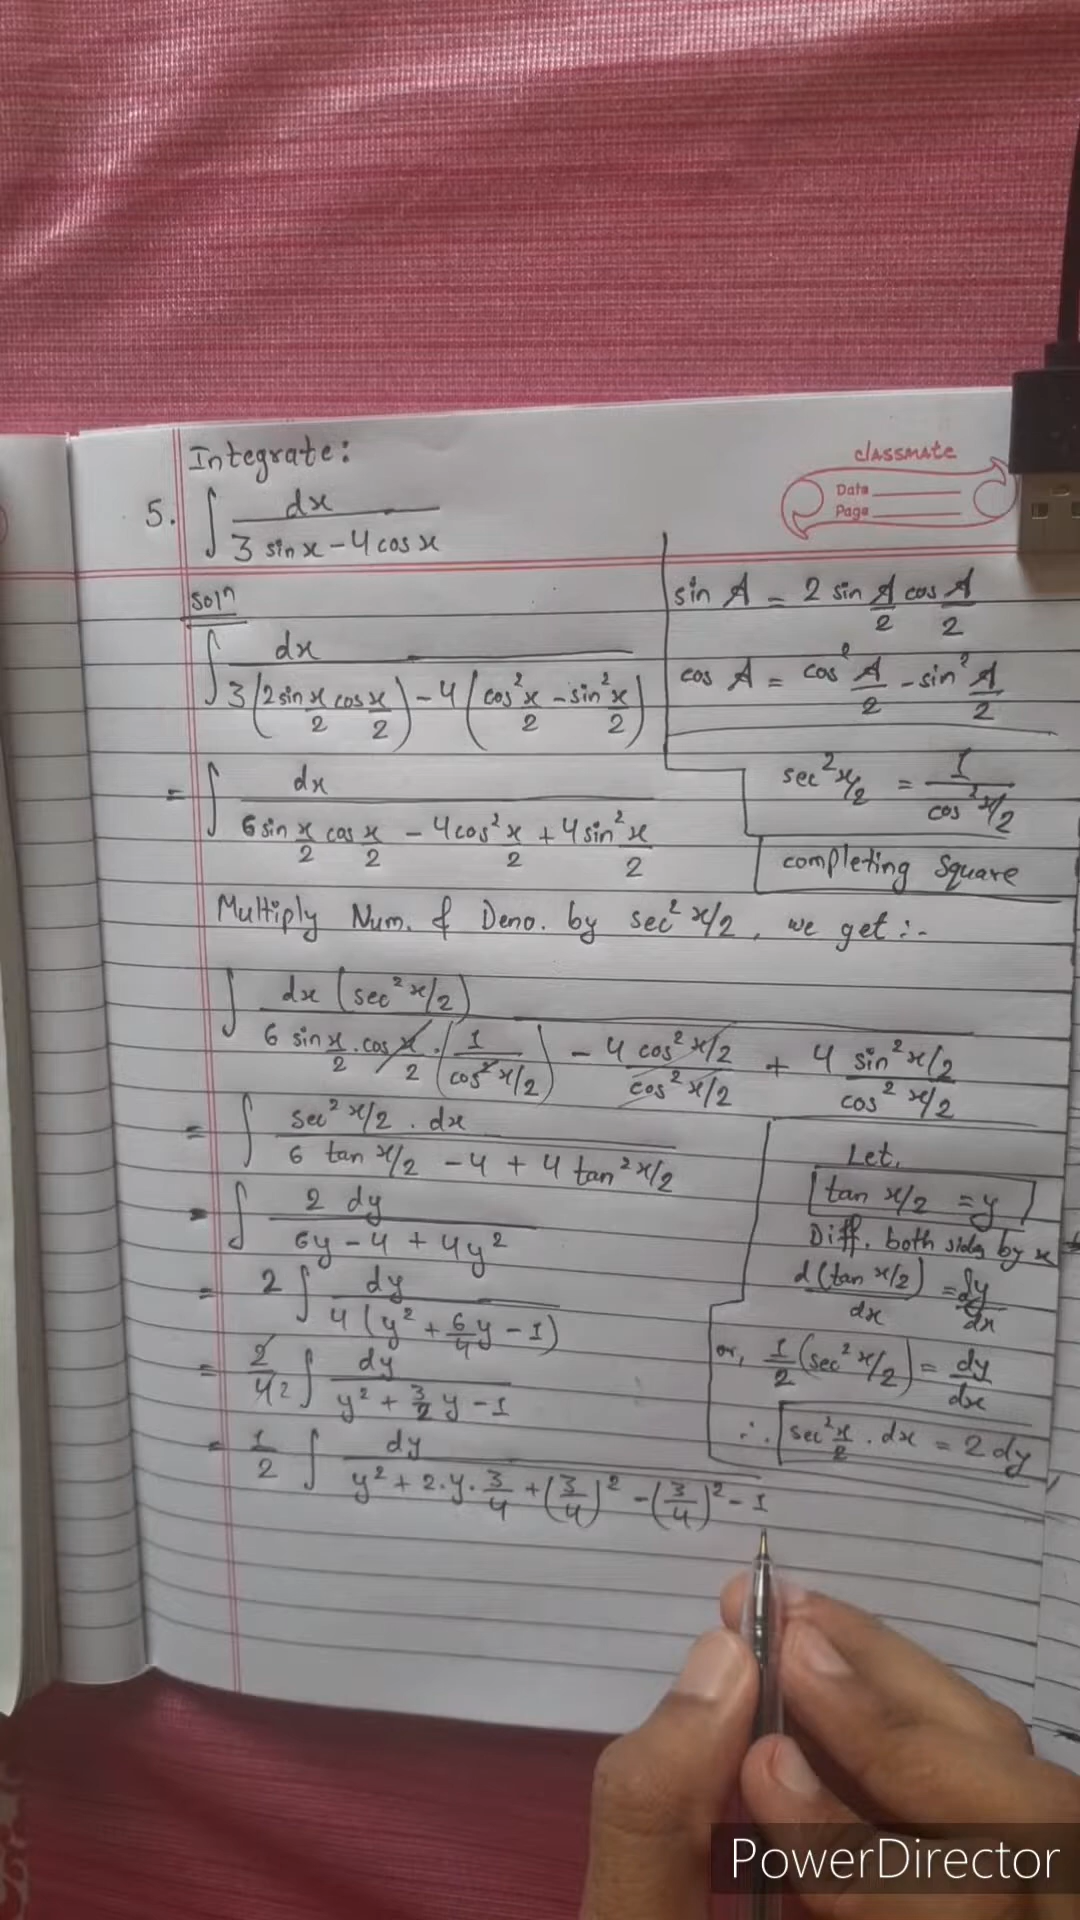 Integrate:
classmate
Date
Page
5. ∫ dx / (3 sin x − 4 cos x)
Solⁿ
∫ dx / (3(2 sin x/2 cos x/2) − 4(cos² x/2 − sin² x/2))
sin A = 2 sin A/2 cos A/2
cos A = cos² A/2 − sin² A/2
= ∫ dx / (6 sin x/2 cos x/2 − 4 cos² x/2 + 4 sin² x/2)
sec² x/2 = 1 / cos² x/2
completing Square
Multiply Num. & Deno. by sec² x/2, we get :-
∫ dx (sec² x/2) / (6 sin x/2 . cos x/2 . (1 / cos² x/2) − 4 cos² x/2 / cos² x/2 + 4 sin² x/2 / cos² x/2)
= ∫ sec² x/2 . dx / (6 tan x/2 − 4 + 4 tan² x/2)
= ∫ 2 dy / (6y − 4 + 4y²)
= 2 ∫ dy / 4(y² + 6/4 y − 1)
= 2/4 2 ∫ dy / (y² + 3/2 y − 1)
= 1/2 ∫ dy / (y² + 2.y.3/4 + (3/4)² − (3/4)² − 1)
Let,
tan x/2 = y
Diff. both sides by x
d(tan x/2)/dx = dy/dx
or, 1/2 (sec² x/2) = dy/dx
∴ sec² x/2 . dx = 2 dy
PowerDirector